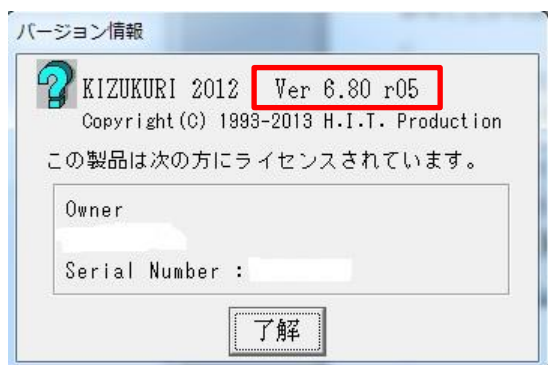 バージョン情報
KIZUKURI 2012 Ver 6.80 r05
Copyright(C) 1993-2013 H.I.T. Production
この製品は次の方にライセンスされています。
Owner
Serial Number :
了解